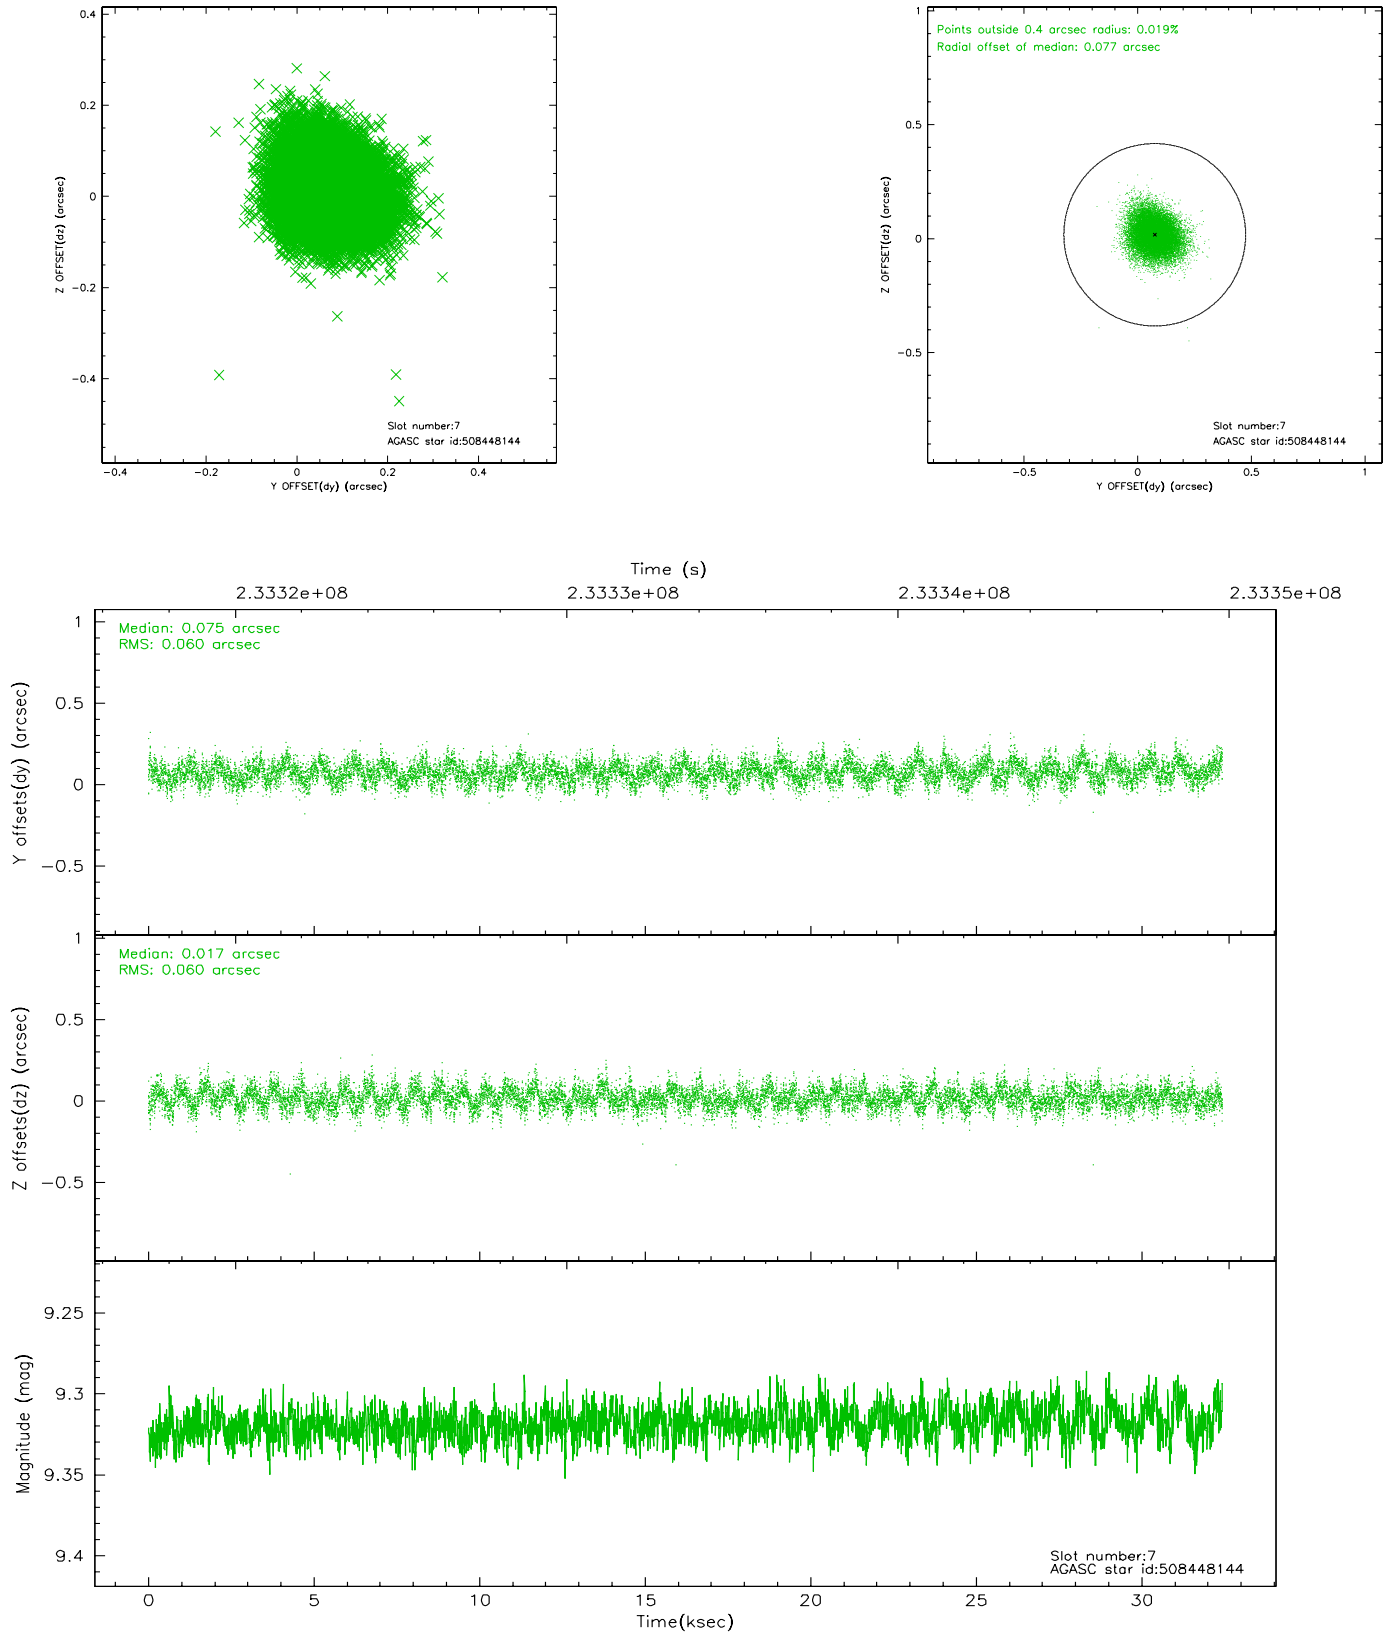 0.4
0.2
0
−0.2
−0.4
Z OFFSET(dz) (arcsec)
Slot number:7
AGASC star id:508448144
−0.4 −0.2 0 0.2 0.4
Y OFFSET(dy) (arcsec)
Points outside 0.4 arcsec radius: 0.019%
Radial offset of median: 0.077 arcsec
1
0.5
0
−0.5
Z OFFSET(dz) (arcsec)
Slot number:7
AGASC star id:508448144
−0.5 0 0.5 1
Y OFFSET(dy) (arcsec)
Time (s)
2.3332e+08 2.3333e+08 2.3334e+08 2.3335e+08
Median: 0.075 arcsec
RMS: 0.060 arcsec
1
0.5
0
−0.5
Y offsets(dy) (arcsec)
Median: 0.017 arcsec
RMS: 0.060 arcsec
1
0.5
0
−0.5
Z offsets(dz) (arcsec)
9.25
9.3
9.35
9.4
Magnitude (mag)
Slot number:7
AGASC star id:508448144
0 5 10 15 20 25 30
Time(ksec)